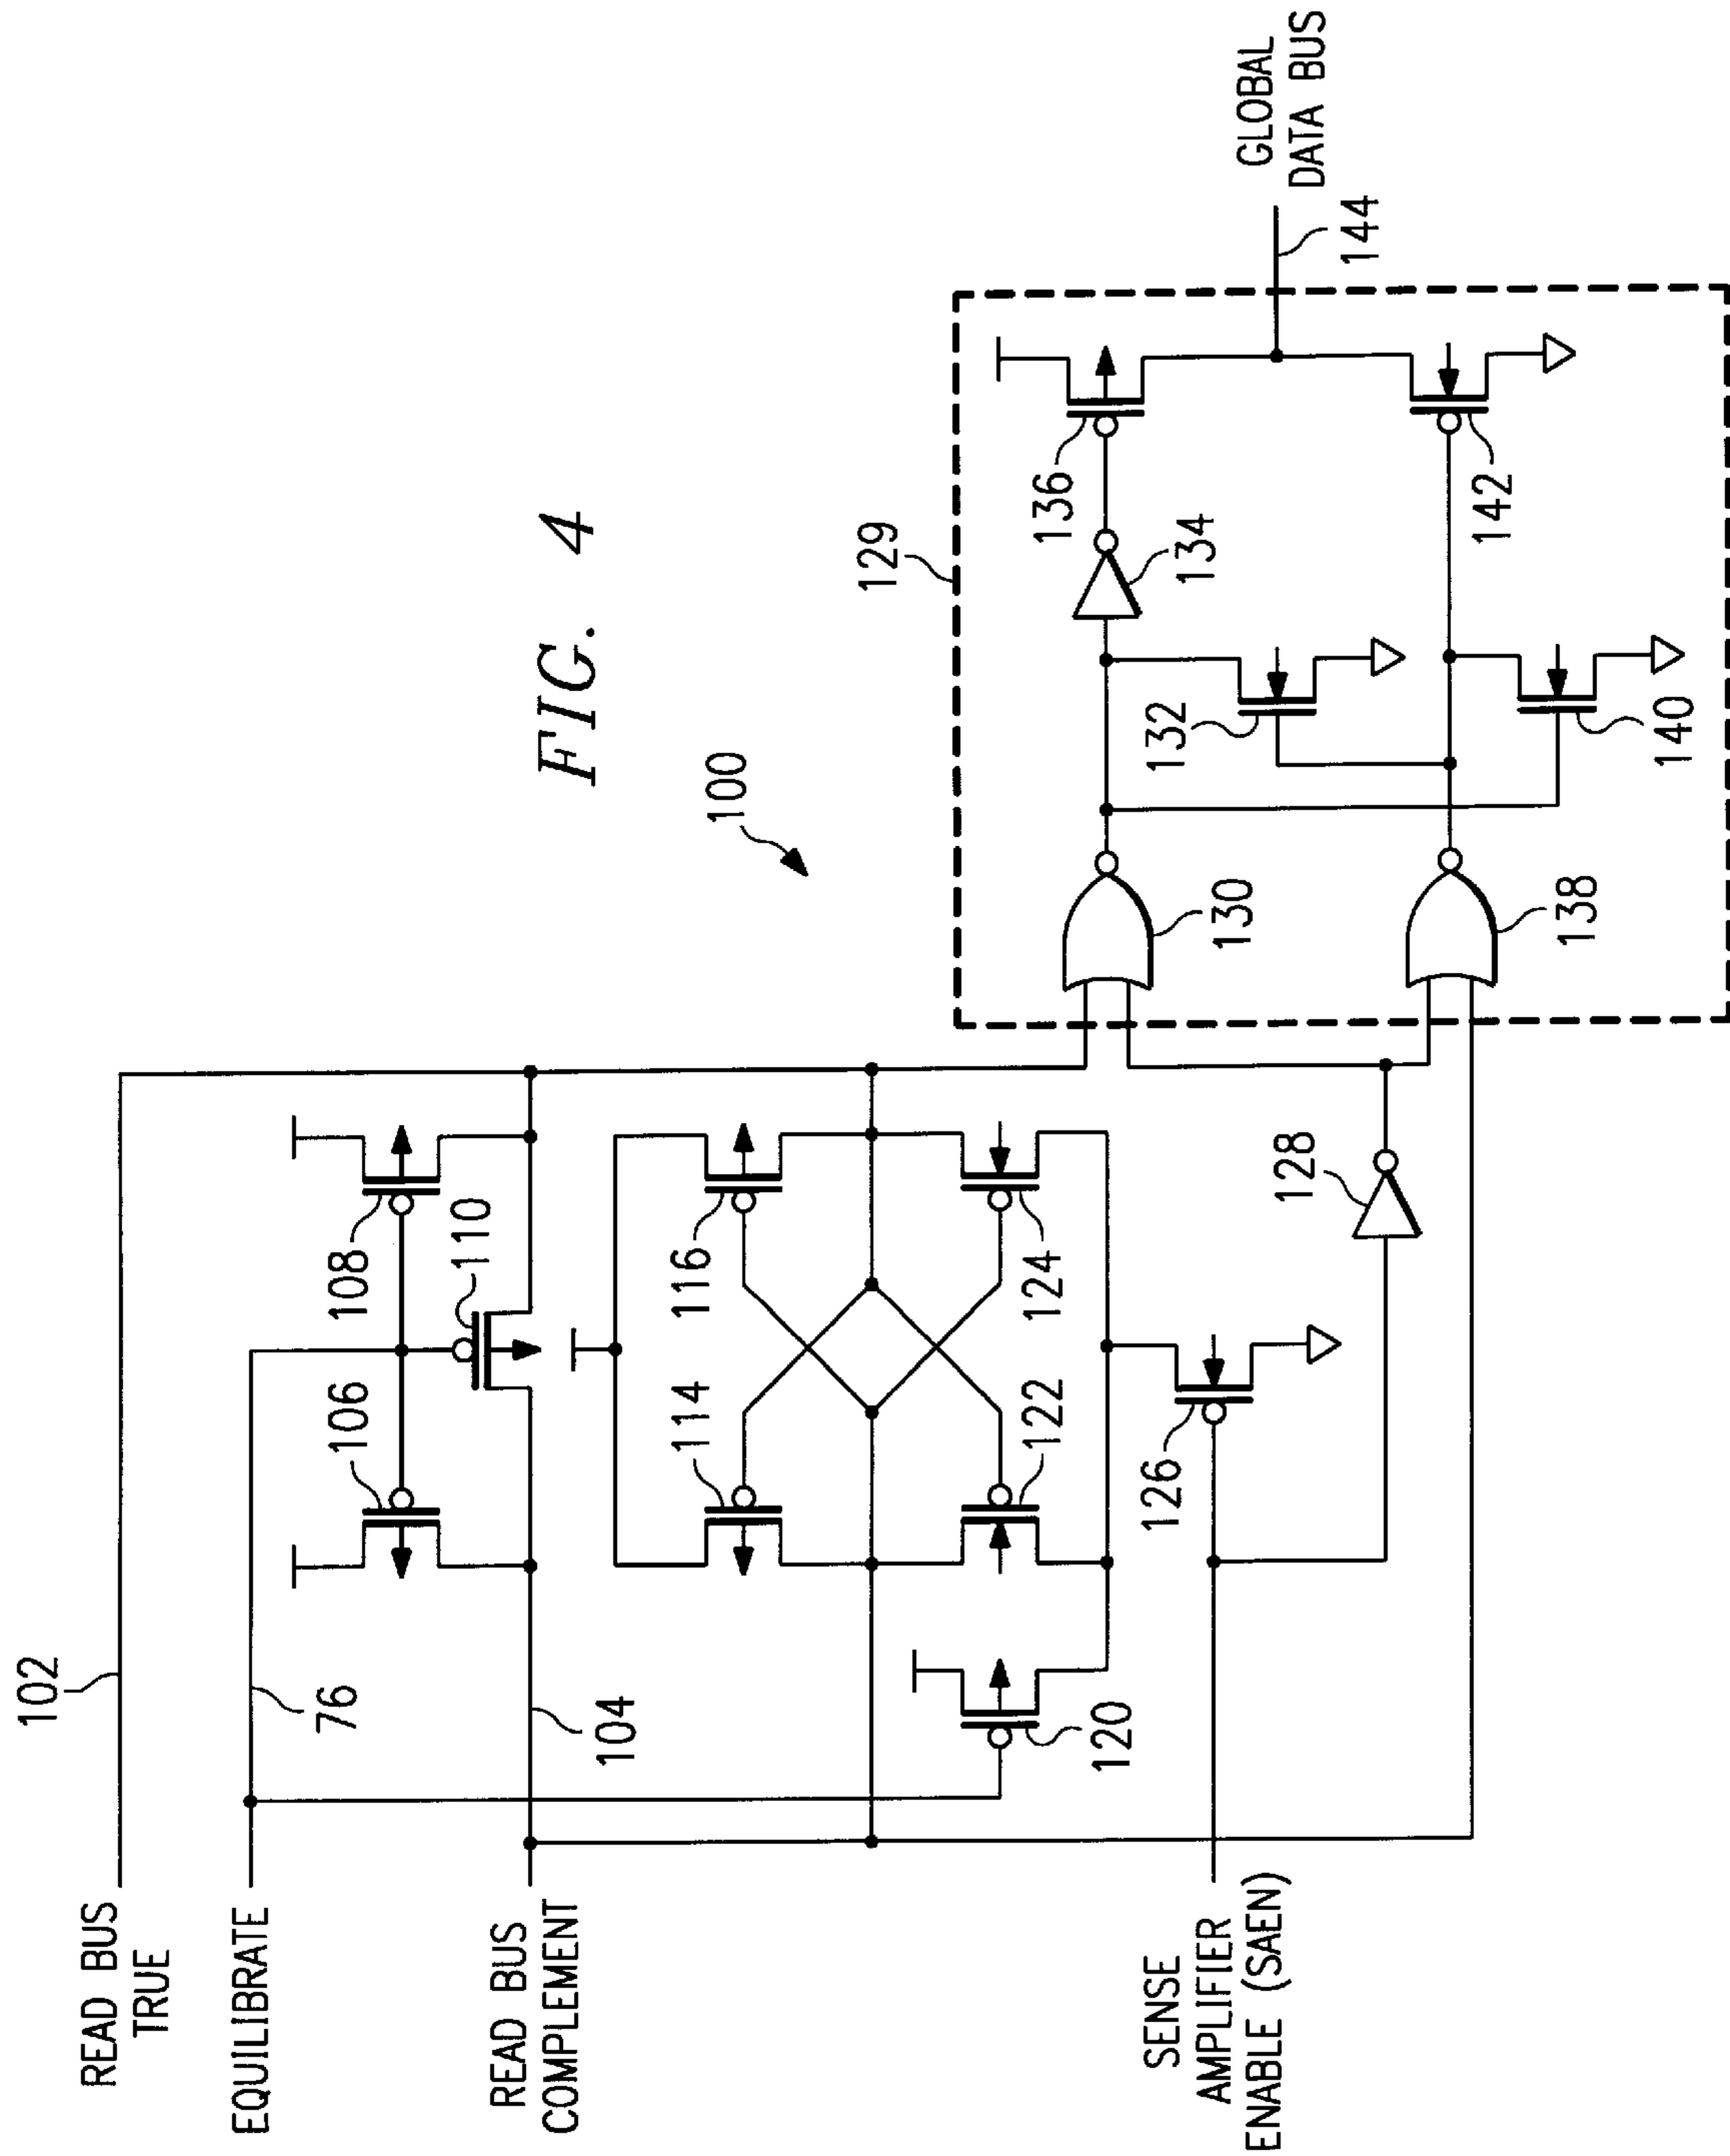 FIG. 4
100
READ BUS
TRUE
102
EQUILIBRATE
76
READ BUS
COMPLEMENT
104
106
108
110
114
116
120
122
124
SENSE
AMPLIFIER
ENABLE (SAEN)
126
128
129
130
132
134
136
138
140
142
144
GLOBAL
DATA BUS